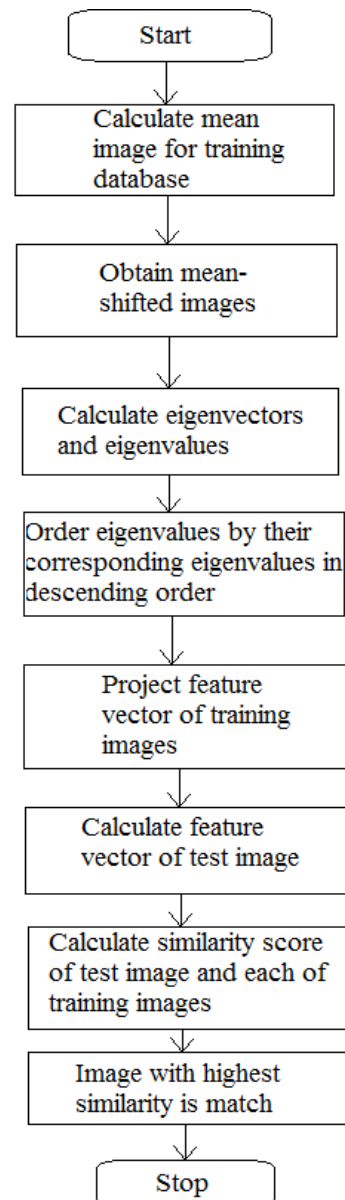 Start
Calculate mean
image for training
database
Obtain mean-
shifted images
Calculate eigenvectors
and eigenvalues
Order eigenvalues by their
corresponding eigenvalues in
descending order
Project feature
vector of training
images
Calculate feature
vector of test image
Calculate similarity score
of test image and each of
training images
Image with highest
similarity is match
Stop